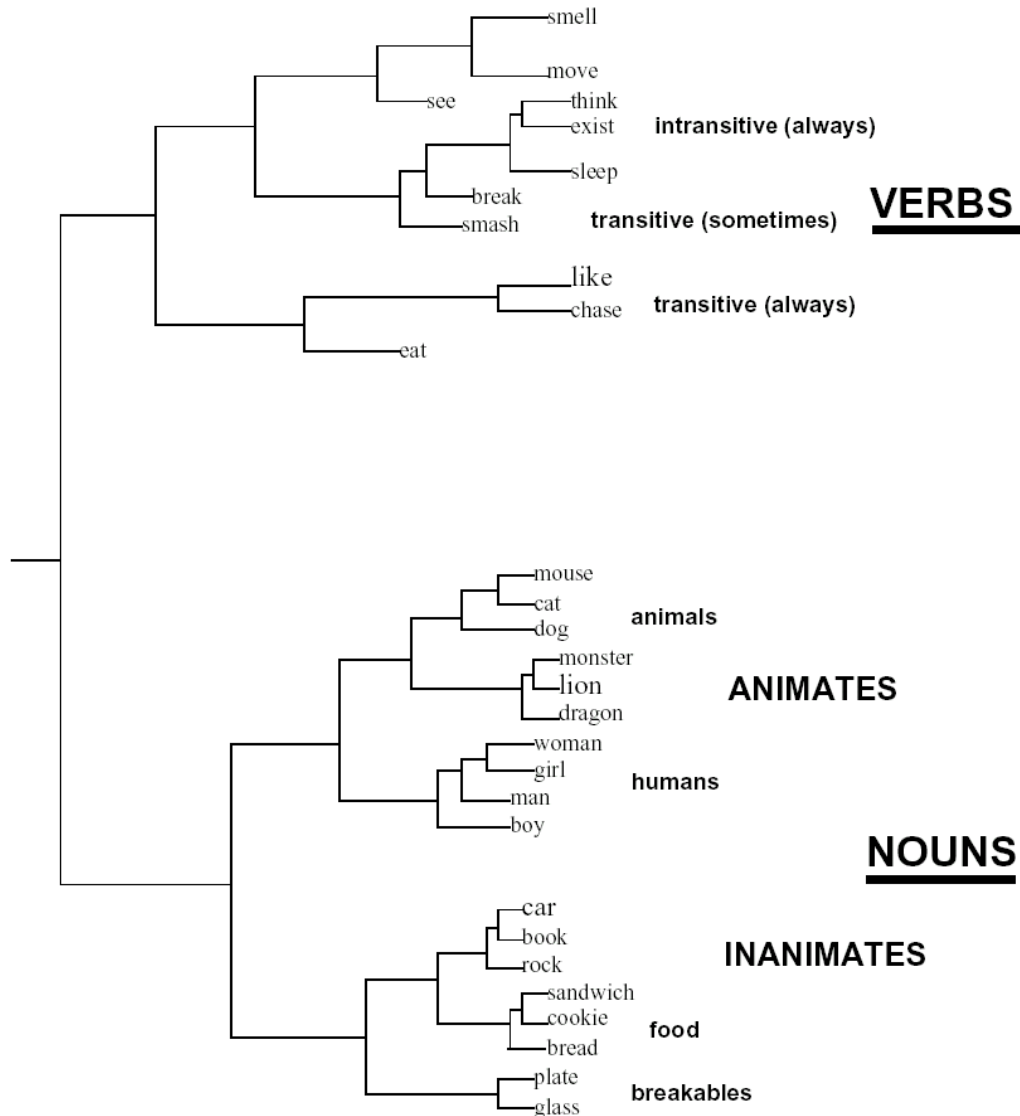 smell
move
see
think
exist
intransitive (always)
sleep
break
VERBS
smash
transitive (sometimes)
like
chase
transitive (always)
eat
mouse
cat
animals
dog
monster
lion
ANIMATES
dragon
woman
girl
humans
man
boy
NOUNS
car
book
INANIMATES
rock
sandwich
cookie
food
bread
plate
breakables
glass